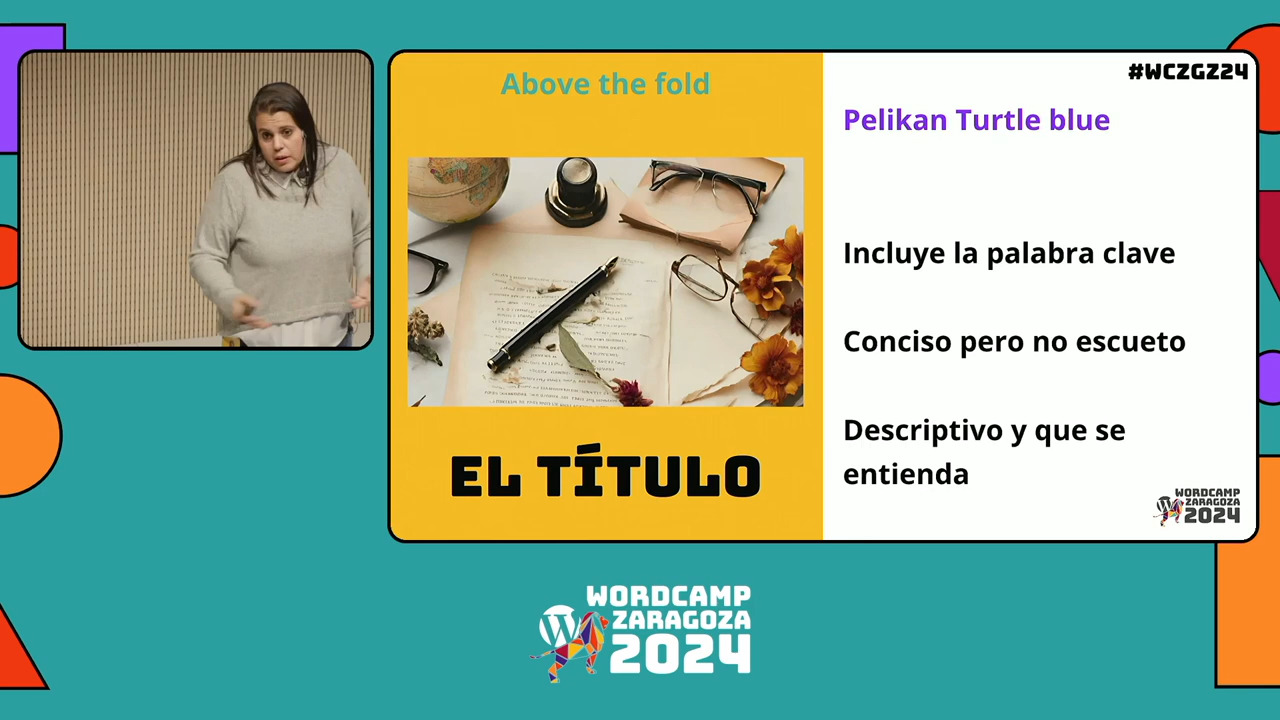 Above the fold
EL TÍTULO
#WCZGZ24
Pelikan Turtle blue
Incluye la palabra clave
Conciso pero no escueto
Descriptivo y que se
entienda
WORDCAMP
ZARAGOZA
2024
WORDCAMP
ZARAGOZA
2024